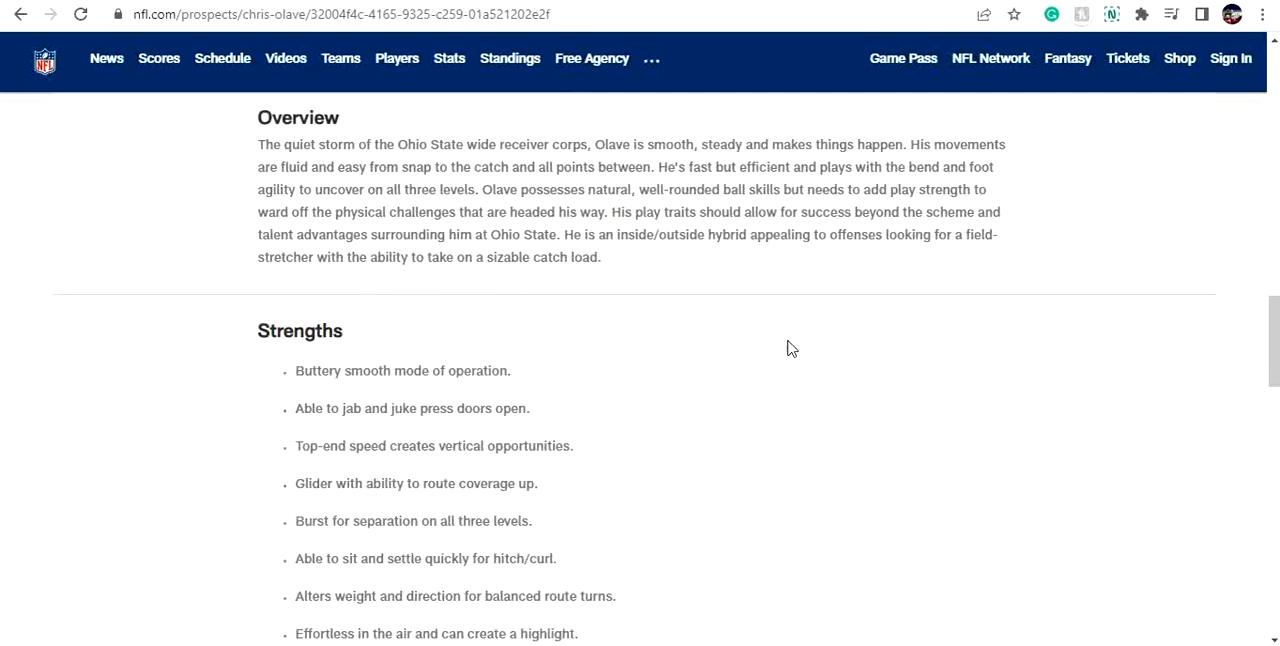 nfl.com/prospects/chris-olave/32004f4c-4165-9325-c259-01a521202e2f
NFL
News Scores Schedule Videos Teams Players Stats Standings Free Agency ... Game Pass NFL Network Fantasy Tickets Shop Sign In
Overview
The quiet storm of the Ohio State wide receiver corps, Olave is smooth, steady and makes things happen. His movements
are fluid and easy from snap to the catch and all points between. He's fast but efficient and plays with the bend and foot
agility to uncover on all three levels. Olave possesses natural, well-rounded ball skills but needs to add play strength to
ward off the physical challenges that are headed his way. His play traits should allow for success beyond the scheme and
talent advantages surrounding him at Ohio State. He is an inside/outside hybrid appealing to offenses looking for a field-
stretcher with the ability to take on a sizable catch load.
Strengths
• Buttery smooth mode of operation.
• Able to jab and juke press doors open.
• Top-end speed creates vertical opportunities.
• Glider with ability to route coverage up.
• Burst for separation on all three levels.
• Able to sit and settle quickly for hitch/curl.
• Alters weight and direction for balanced route turns.
• Effortless in the air and can create a highlight.